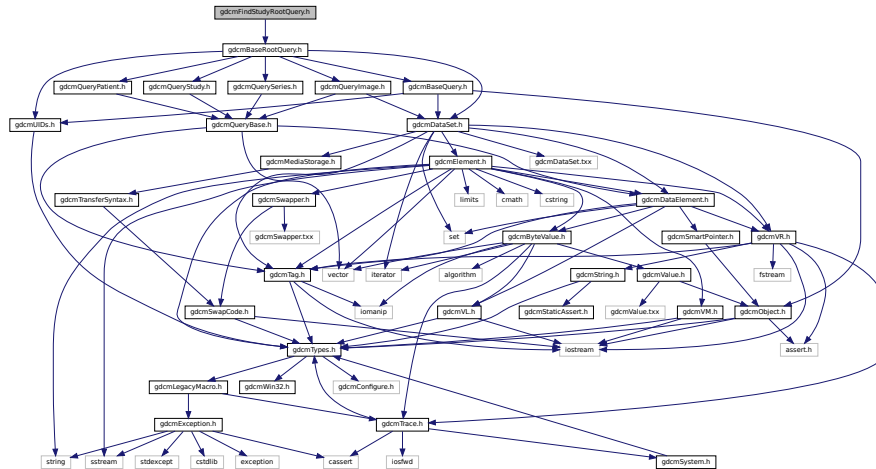 gdcmFindStudyRootQuery.h
gdcmBaseRootQuery.h
gdcmQueryPatient.h
gdcmQueryStudy.h
gdcmQuerySeries.h
gdcmQueryImage.h
gdcmBaseQuery.h
gdcmUIDs.h
gdcmQueryBase.h
gdcmDataSet.h
gdcmMediaStorage.h
gdcmElement.h
gdcmDataSet.txx
gdcmTransferSyntax.h
gdcmSwapper.h
limits
cmath
cstring
gdcmDataElement.h
gdcmSwapper.txx
set
gdcmByteValue.h
gdcmSmartPointer.h
gdcmVR.h
gdcmTag.h
vector
iterator
algorithm
gdcmString.h
gdcmValue.h
fstream
gdcmSwapCode.h
iomanip
gdcmVL.h
gdcmStaticAssert.h
gdcmValue.txx
gdcmVM.h
gdcmObject.h
gdcmTypes.h
iostream
assert.h
gdcmLegacyMacro.h
gdcmWin32.h
gdcmConfigure.h
gdcmException.h
gdcmTrace.h
string
sstream
stdexcept
cstdlib
exception
cassert
iosfwd
gdcmSystem.h